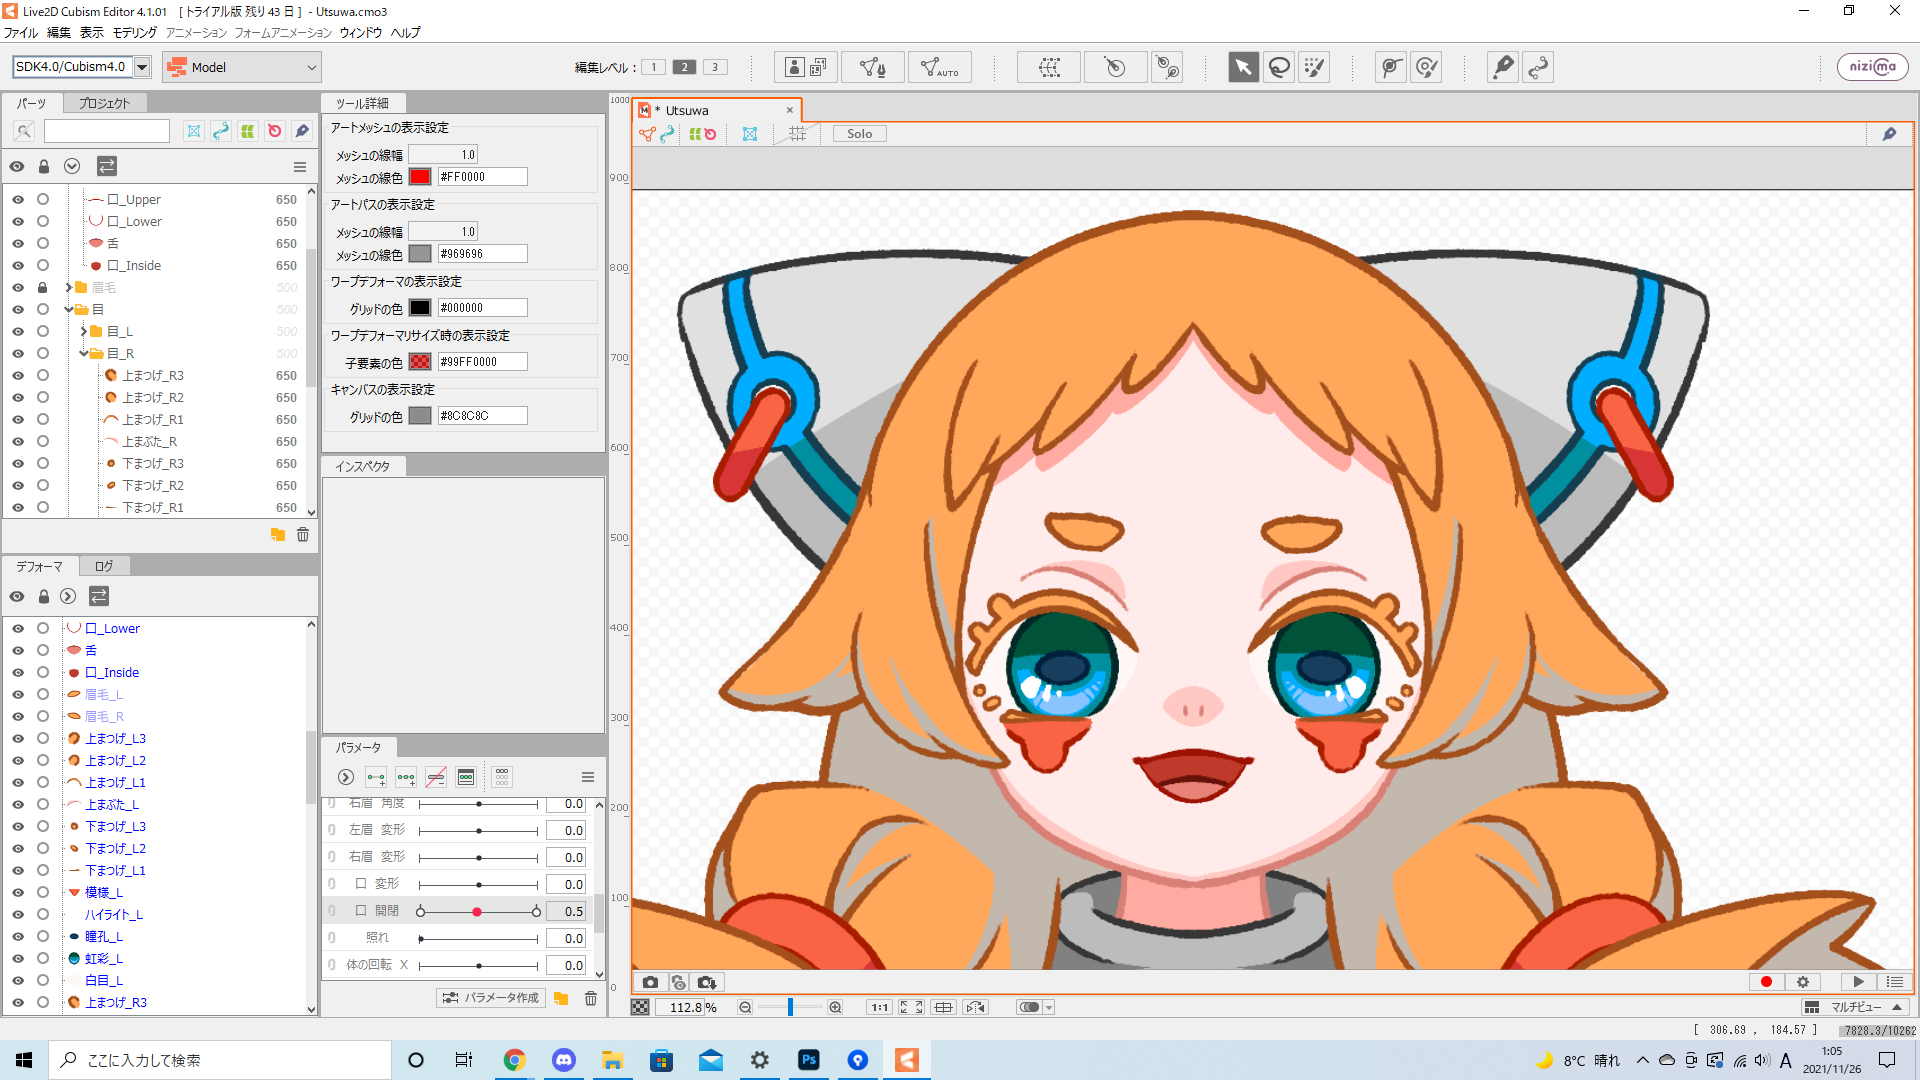 Live2D Cubism Editor 4.1.01 [ トライアル版 残り 43 日 ] - Utsuwa.cmo3
ファイル 編集 表示 モデリング アニメーション フォームアニメーション ウィンドウ ヘルプ
SDK4.0/Cubism4.0
Model
編集レベル : 1 2 3
AUTO
nizima
パーツ プロジェクト
口_Upper 650
口_Lower 650
舌 650
口_Inside 650
眉毛 500
目 500
目_L 500
目_R 500
上まつげ_R3 650
上まつげ_R2 650
上まつげ_R1 650
上まぶた_R 650
下まつげ_R3 650
下まつげ_R2 650
下まつげ_R1 650
デフォーマ ログ
口_Lower
舌
口_Inside
眉毛_L
眉毛_R
上まつげ_L3
上まつげ_L2
上まつげ_L1
上まぶた_L
下まつげ_L3
下まつげ_L2
下まつげ_L1
模様_L
ハイライト_L
瞳孔_L
虹彩_L
白目_L
上まつげ_R3
ツール詳細
アートメッシュの表示設定
メッシュの線幅 1.0
メッシュの線色 #FF0000
アートパスの表示設定
メッシュの線幅 1.0
メッシュの線色 #969696
ワープデフォーマの表示設定
グリッドの色 #000000
ワープデフォーマリサイズ時の表示設定
子要素の色 #99FF0000
キャンバスの表示設定
グリッドの色 #8C8C8C
インスペクタ
パラメータ
右眉 角度 0.0
左眉 変形 0.0
右眉 変形 0.0
口 変形 0.0
口 開閉 0.5
照れ 0.0
体の回転 X 0.0
パラメータ作成
* Utsuwa
Solo
1000
900
800
700
600
500
400
300
200
100
0
112.8 %
1:1
マルチビュー
[ 306.69 , 184.57 ] 7828.3/10262
ここに入力して検索
Ps
8°C 晴れ
A
1:05
2021/11/26